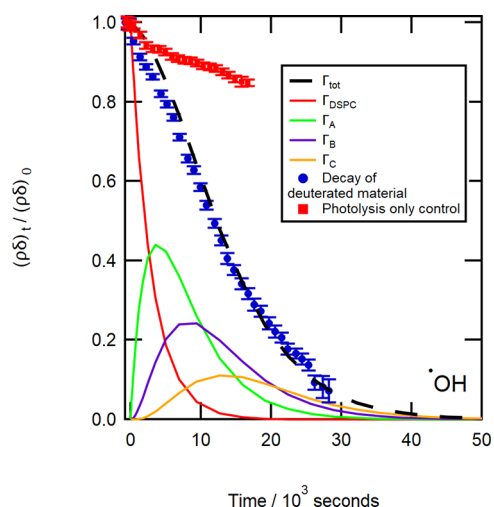 1.0
0.8
0.6
0.4
0.2
0.0
(ρδ)ₜ / (ρδ)₀
Γtot
ΓDSPC
ΓA
ΓB
ΓC
Decay of
deuterated material
Photolysis only control
•OH
0 10 20 30 40 50
Time / 10³ seconds